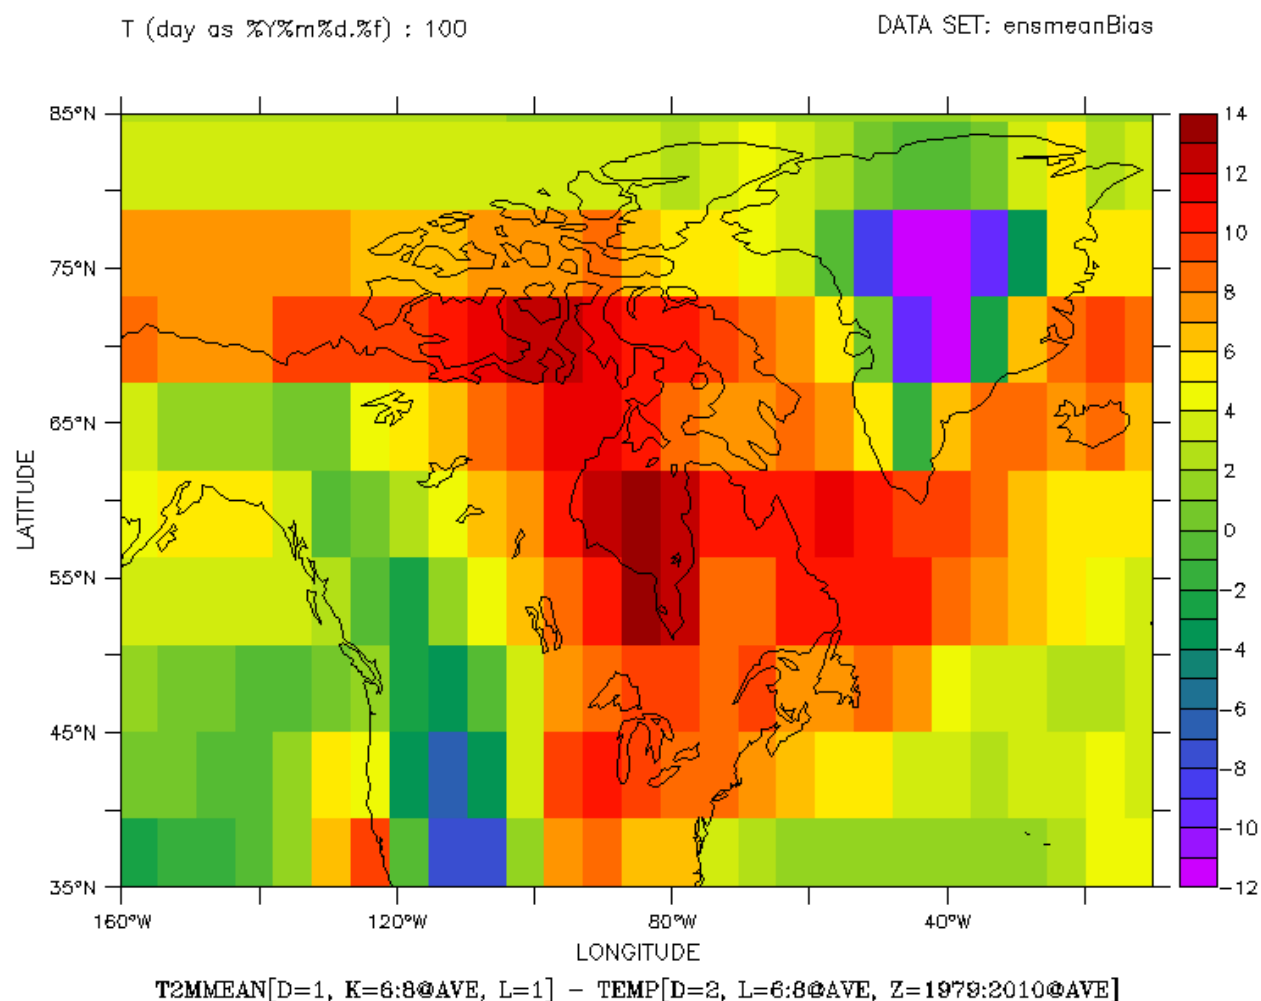 T (day as %Y%m%d.%f) : 100
DATA SET: ensmeanBias
85°N
75°N
65°N
55°N
45°N
35°N
LATITUDE
160°W
120°W
80°W
40°W
LONGITUDE
14
12
10
8
6
4
2
0
-2
-4
-6
-8
-10
-12
T2MMEAN[D=1, K=6:8@AVE, L=1] - TEMP[D=2, L=6:8@AVE, Z=1979:2010@AVE]